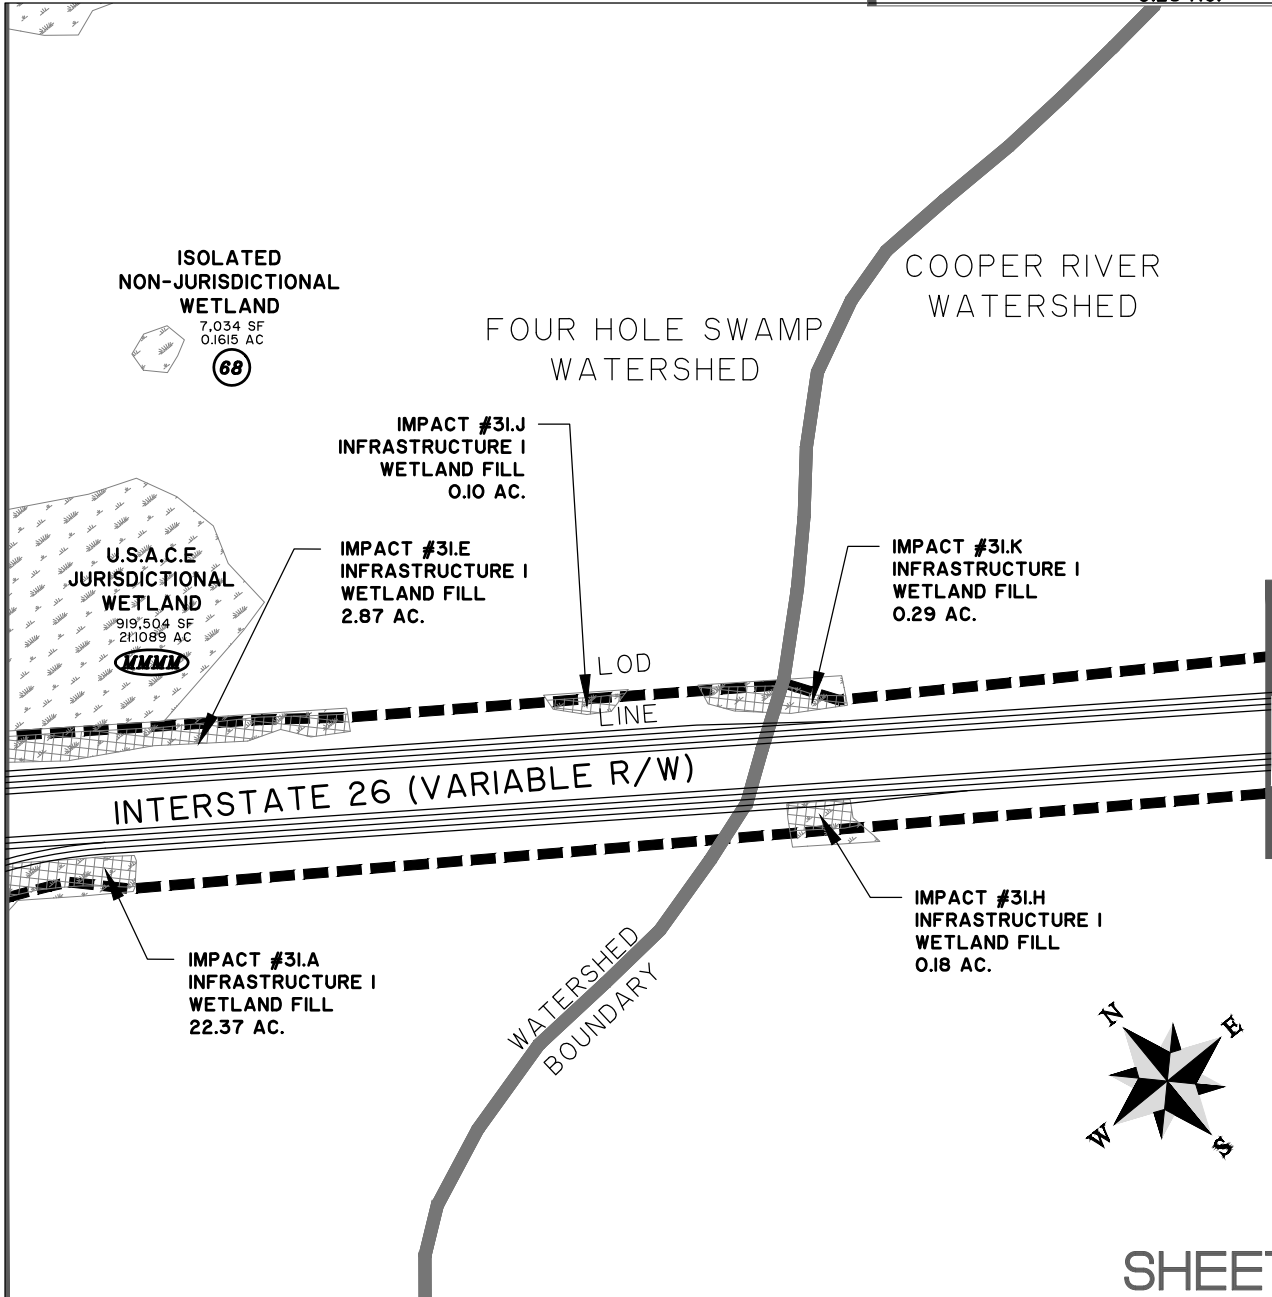 ISOLATED
NON-JURISDICTIONAL
WETLAND
7,034 SF
0.1615 AC
68
FOUR HOLE SWAMP
WATERSHED
COOPER RIVER
WATERSHED
IMPACT #31.J
INFRASTRUCTURE I
WETLAND FILL
0.10 AC.
U.S.A.C.E
JURISDICTIONAL
WETLAND
919,504 SF
21.1089 AC
MMMM
IMPACT #31.E
INFRASTRUCTURE I
WETLAND FILL
2.87 AC.
IMPACT #31.K
INFRASTRUCTURE I
WETLAND FILL
0.29 AC.
LOD
LINE
INTERSTATE 26 (VARIABLE R/W)
IMPACT #31.A
INFRASTRUCTURE I
WETLAND FILL
22.37 AC.
IMPACT #31.H
INFRASTRUCTURE I
WETLAND FILL
0.18 AC.
WATERSHED
BOUNDARY
N
E
W
S
SHEET